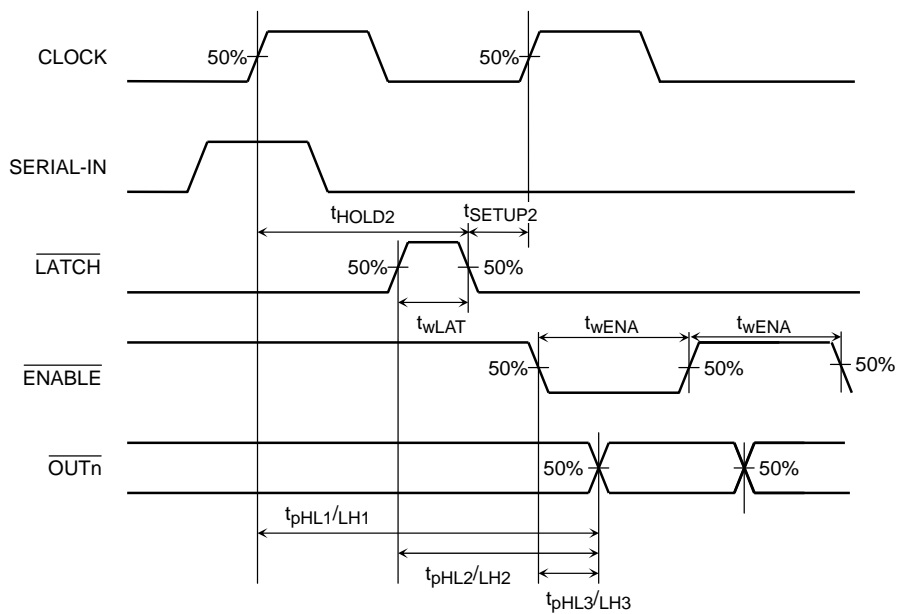 CLOCK
50%
50%
SERIAL-IN
tHOLD2
tSETUP2
LATCH
50%
50%
twLAT
twENA
twENA
ENABLE
50%
50%
50%
OUTn
50%
50%
tpHL1/LH1
tpHL2/LH2
tpHL3/LH3